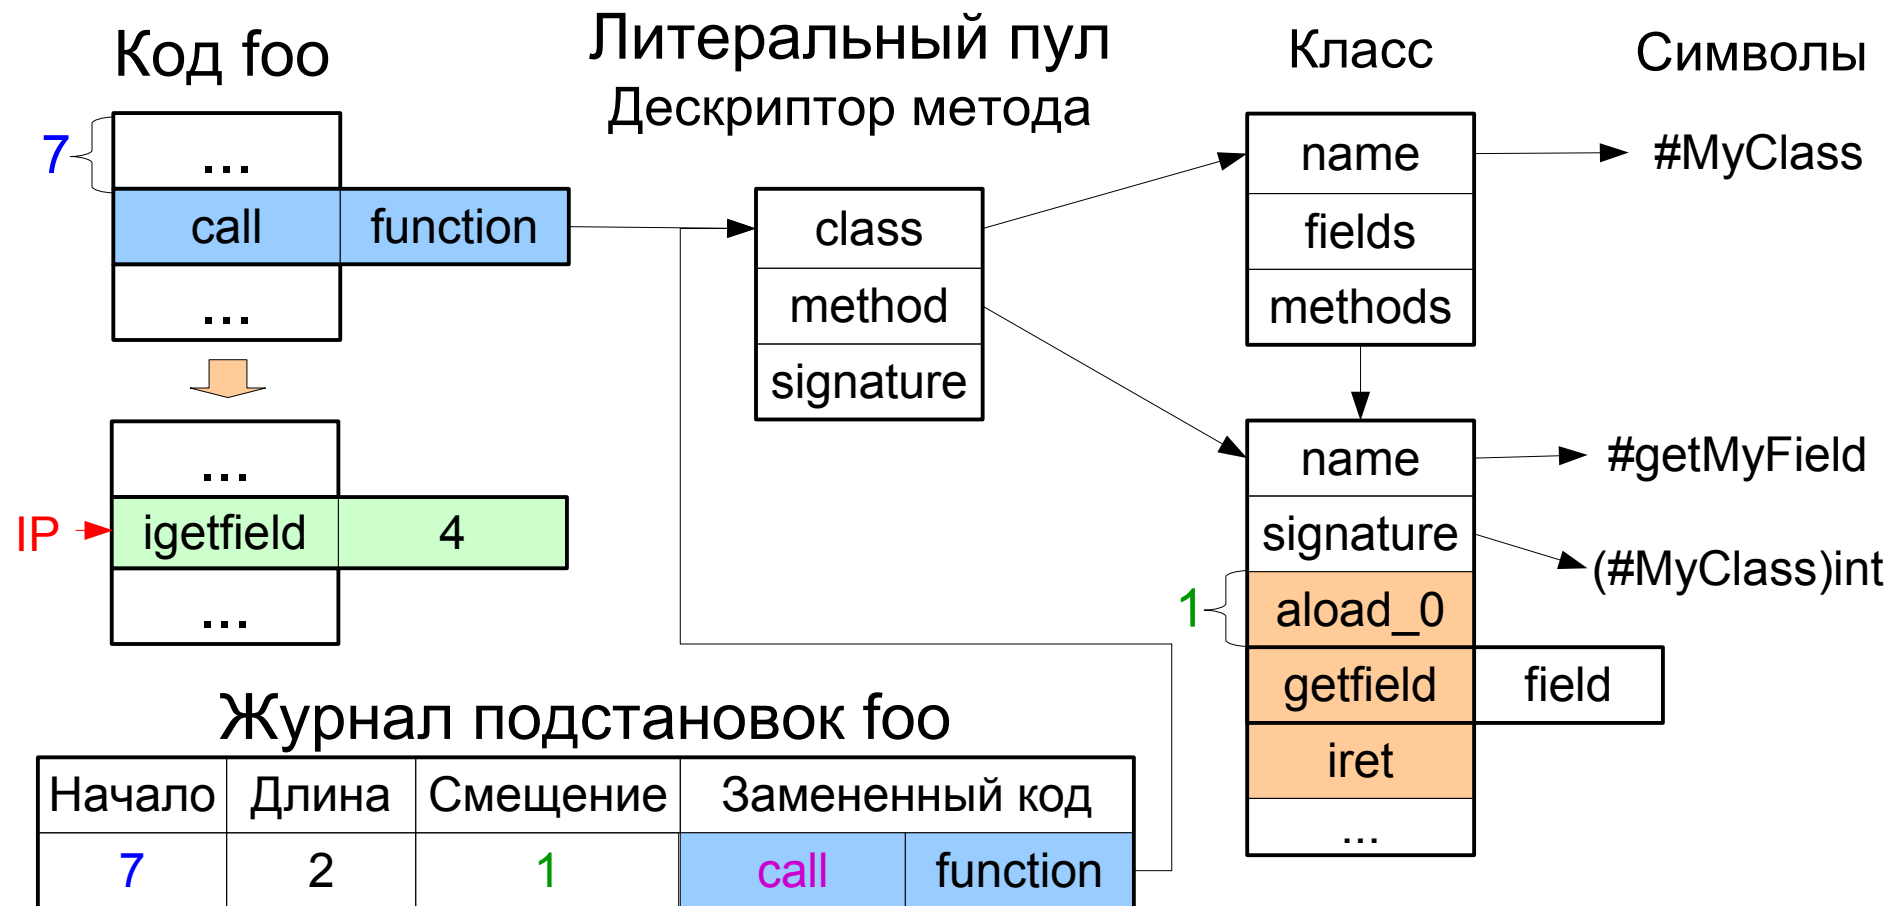 Код foo
Литеральный пул
Дескриптор метода
Класс
Символы
7
...
call function
...
class
method
signature
name
fields
methods
#MyClass
...
IP
igetfield 4
...
name
signature
1
aload_0
getfield field
iret
...
#getMyField
(#MyClass)int
Журнал подстановок foo
Начало Длина Смещение Замененный код
7 2 1 call function